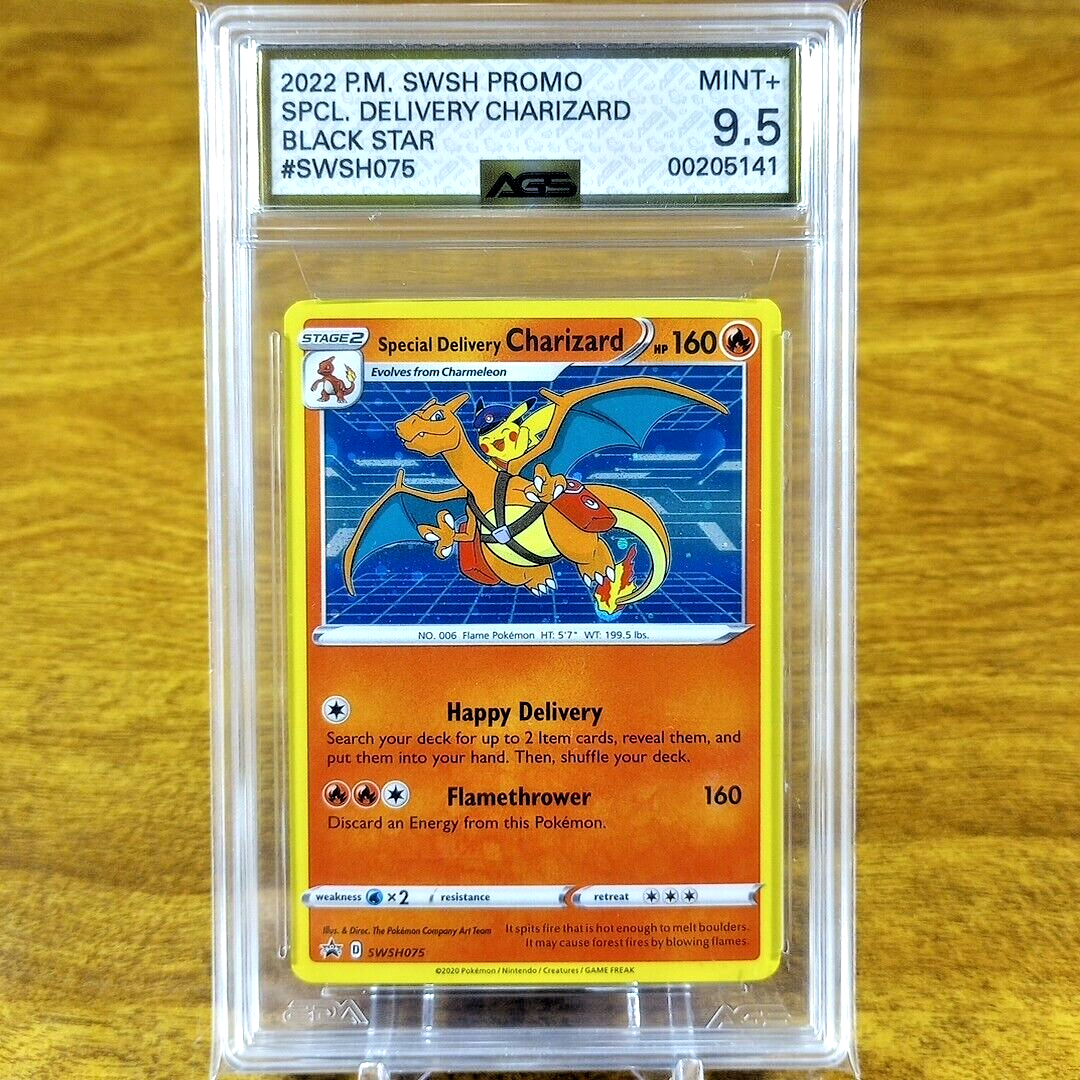 2022 P.M. SWSH PROMO MINT+
SPCL. DELIVERY CHARIZARD
BLACK STAR 9.5
#SWSH075 AGS 00205141
STAGE2 Special Delivery Charizard HP 160
Evolves from Charmeleon
NO. 006 Flame Pokémon HT: 5'7" WT: 199.5 lbs.
Happy Delivery
Search your deck for up to 2 Item cards, reveal them, and
put them into your hand. Then, shuffle your deck.
Flamethrower 160
Discard an Energy from this Pokémon.
weakness ×2 resistance retreat
Illus. & Direc. The Pokémon Company Art Team
It spits fire that is hot enough to melt boulders.
It may cause forest fires by blowing flames.
D SWSH075
©2020 Pokémon / Nintendo / Creatures / GAME FREAK
AGS